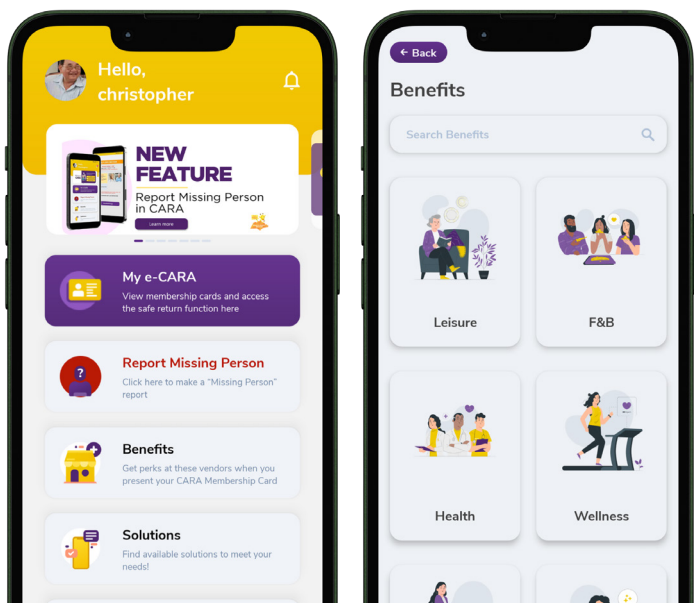 Hello,
christopher
NEW
FEATURE
Report Missing Person
in CARA
Learn more
My e-CARA
View membership cards and access
the safe return function here
Report Missing Person
Click here to make a “Missing Person”
report
Benefits
Get perks at these vendors when you
present your CARA Membership Card
Solutions
Find available solutions to meet your
needs!
← Back
Benefits
Search Benefits
Leisure
F&B
Health
Wellness